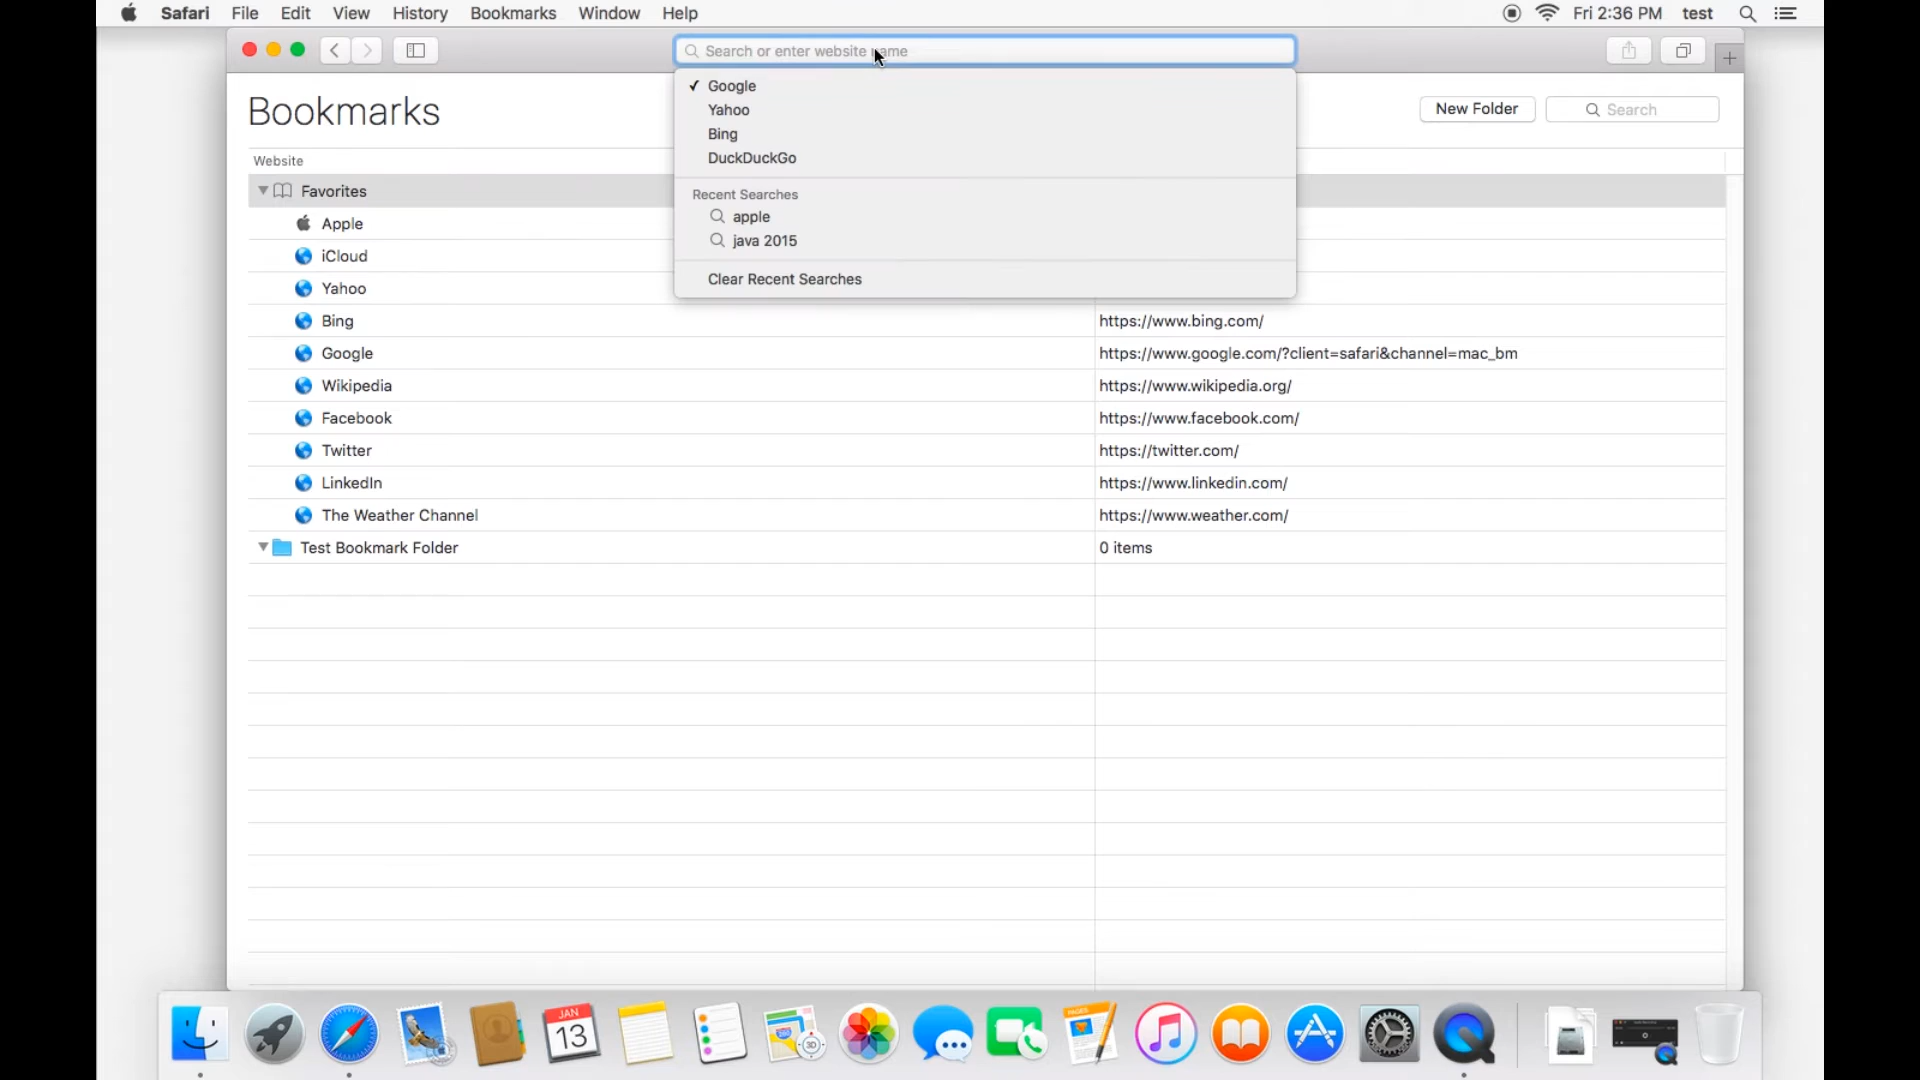 Safari File Edit View History Bookmarks Window Help Fri 2:36 PM test
Search or enter website name
Google
Yahoo
Bing
DuckDuckGo
Recent Searches
apple
java 2015
Clear Recent Searches
Bookmarks
New Folder
Search
Website
Favorites
Apple
iCloud
Yahoo
Bing https://www.bing.com/
Google https://www.google.com/?client=safari&channel=mac_bm
Wikipedia https://www.wikipedia.org/
Facebook https://www.facebook.com/
Twitter https://twitter.com/
LinkedIn https://www.linkedin.com/
The Weather Channel https://www.weather.com/
Test Bookmark Folder 0 items
JAN
13
3D
PAGES